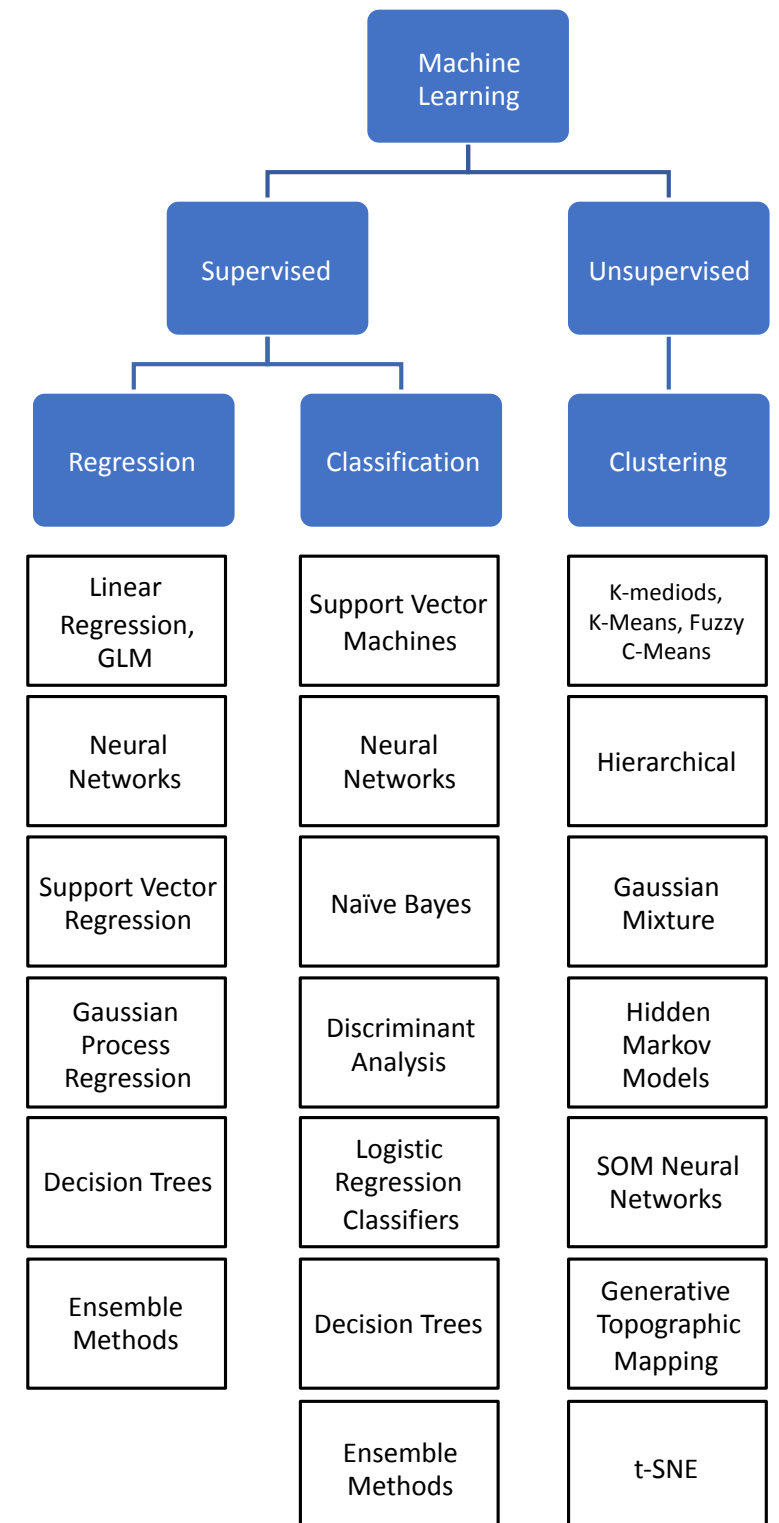 Machine
Learning
Supervised
Unsupervised
Regression
Classification
Clustering
Linear
Regression,
GLM
Neural
Networks
Support Vector
Regression
Gaussian
Process
Regression
Decision Trees
Ensemble
Methods
Support Vector
Machines
Neural
Networks
Naïve Bayes
Discriminant
Analysis
Logistic
Regression
Classifiers
Decision Trees
Ensemble
Methods
K-mediods,
K-Means, Fuzzy
C-Means
Hierarchical
Gaussian
Mixture
Hidden
Markov
Models
SOM Neural
Networks
Generative
Topographic
Mapping
t-SNE